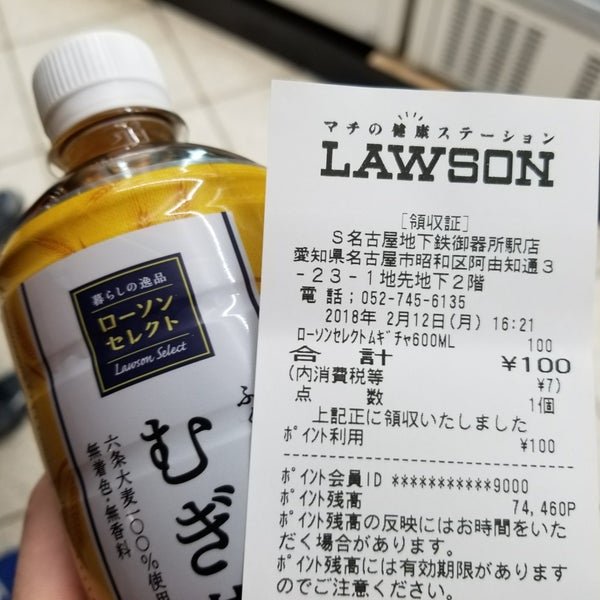 暮らしの逸品
ローソン
セレクト
Lawson Select
むぎ
六条大麦一〇〇%使用
無着色・無香料
マチの健康ステーション
LAWSON
[領収証]
S名古屋地下鉄御器所駅店
愛知県名古屋市昭和区阿由知通3
-23-1地先地下2階
電話:052-745-6135
2018年 2月12日(月) 16:21
ローソンセレクトムギチャ600ML 100
合 計 ¥100
(内消費税等 ¥7)
点 数 1個
上記正に領収いたしました
ポイント利用 ¥100
ポイント会員ID ***********9000
ポイント残高 74,460P
ポイント残高の反映にはお時間をいた
だく場合があります。
ポイント残高には有効期限があります
のでご注意ください。